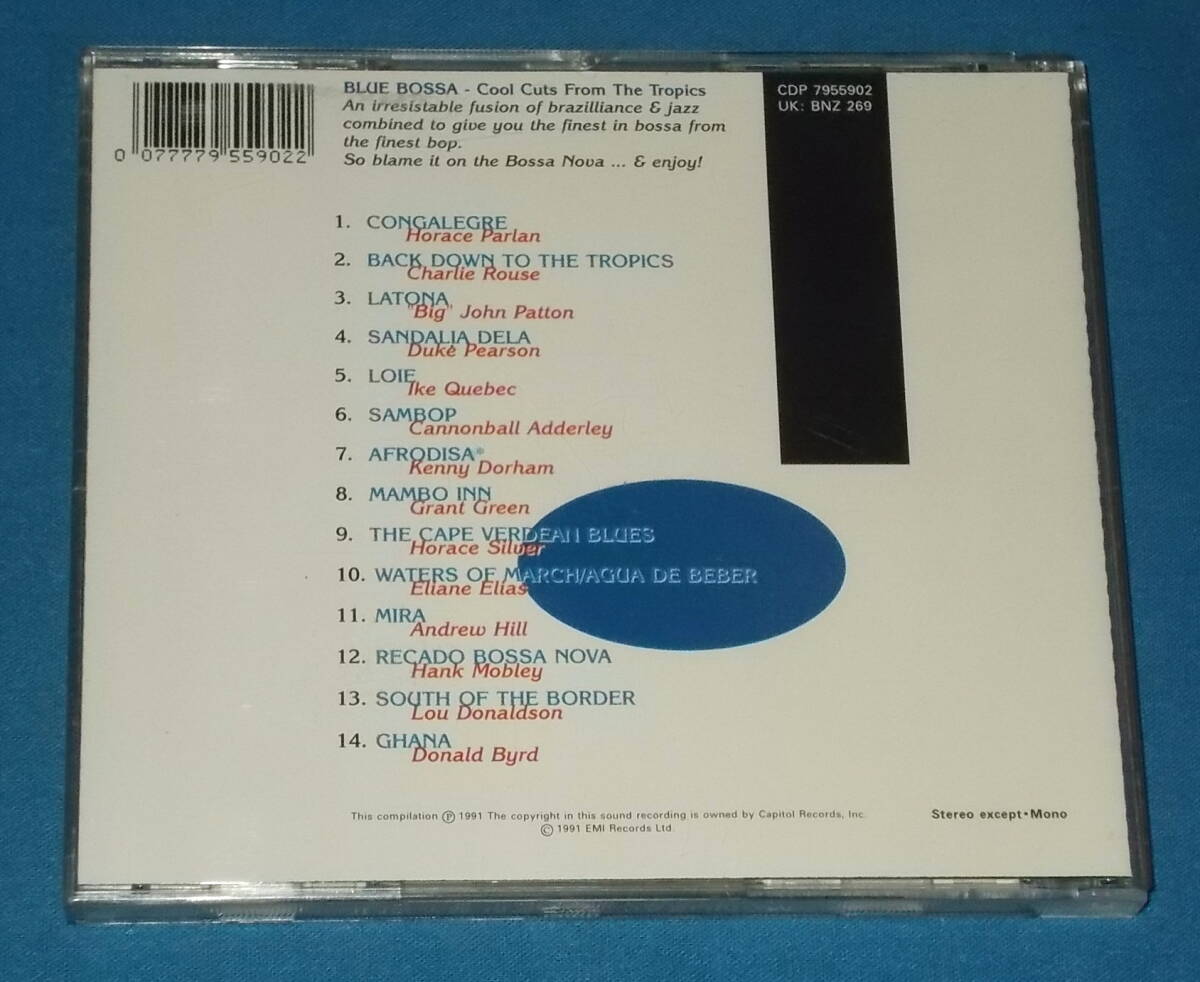 BLUE BOSSA - Cool Cuts From The Tropics
An irresistable fusion of brazilliance & jazz
combined to give you the finest in bossa from
the finest bop.
So blame it on the Bossa Nova ... & enjoy!
CDP 7955902
UK: BNZ 269
0 077779 559022
1. CONGALEGRE
Horace Parlan
2. BACK DOWN TO THE TROPICS
Charlie Rouse
3. LATONA
"Big" John Patton
4. SANDALIA DELA
Duke Pearson
5. LOIE
Ike Quebec
6. SAMBOP
Cannonball Adderley
7. AFRODISA*
Kenny Dorham
8. MAMBO INN
Grant Green
9. THE CAPE VERDEAN BLUES
Horace Silver
10. WATERS OF MARCH/AGUA DE BEBER
Eliane Elias
11. MIRA
Andrew Hill
12. RECADO BOSSA NOVA
Hank Mobley
13. SOUTH OF THE BORDER
Lou Donaldson
14. GHANA
Donald Byrd
This compilation ℗ 1991 The copyright in this sound recording is owned by Capitol Records, Inc.
© 1991 EMI Records Ltd.
Stereo except•Mono